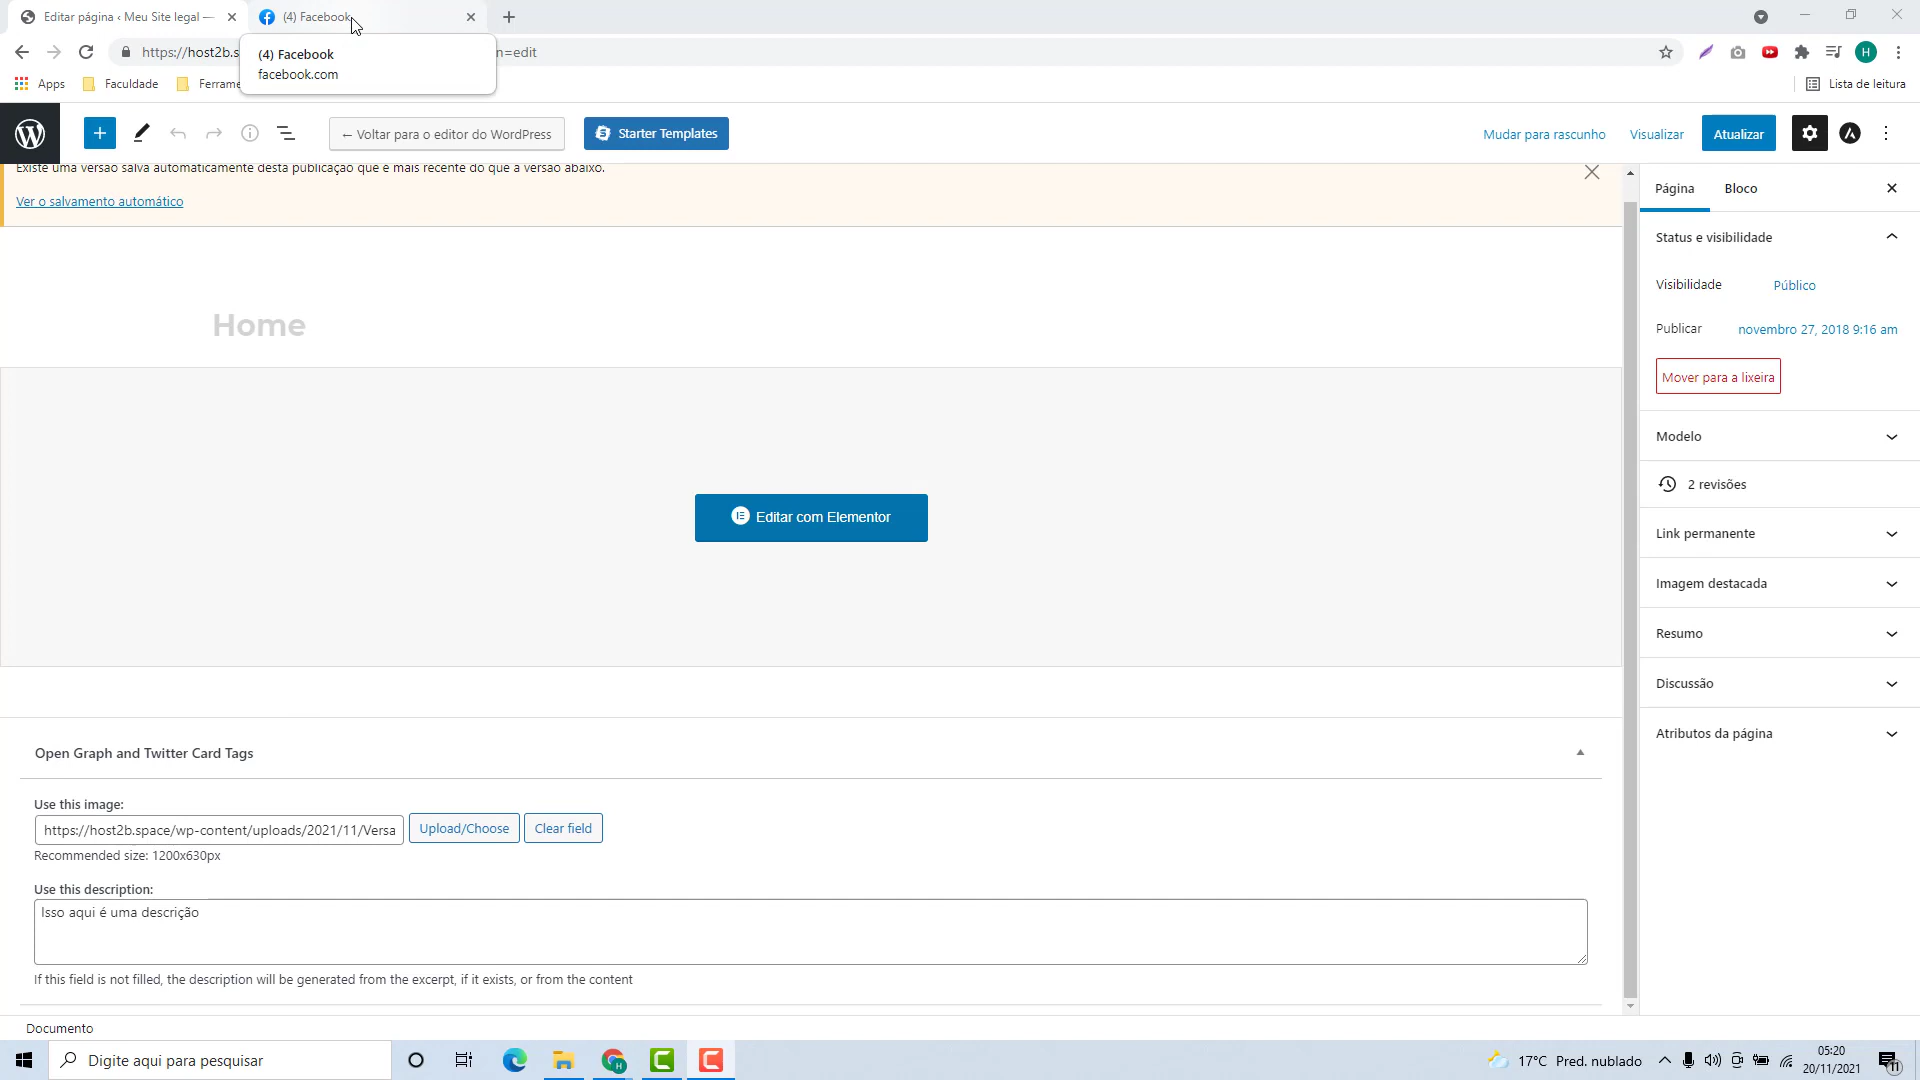 Editar página ‹ Meu Site legal —
(4) Facebook
https://host2b.s
n=edit
(4) Facebook
facebook.com
Apps
Faculdade
Ferrame
Lista de leitura
H
← Voltar para o editor do WordPress
Starter Templates
Mudar para rascunho
Visualizar
Atualizar
Existe uma versão salva automaticamente desta publicação que é mais recente do que a versão abaixo.
Ver o salvamento automático
Home
Editar com Elementor
Open Graph and Twitter Card Tags
Use this image:
https://host2b.space/wp-content/uploads/2021/11/Versa
Upload/Choose
Clear field
Recommended size: 1200x630px
Use this description:
Isso aqui é uma descrição
If this field is not filled, the description will be generated from the excerpt, if it exists, or from the content
Documento
Página
Bloco
Status e visibilidade
Visibilidade
Público
Publicar
novembro 27, 2018 9:16 am
Mover para a lixeira
Modelo
2 revisões
Link permanente
Imagem destacada
Resumo
Discussão
Atributos da página
Digite aqui para pesquisar
17°C Pred. nublado
05:20
20/11/2021
11